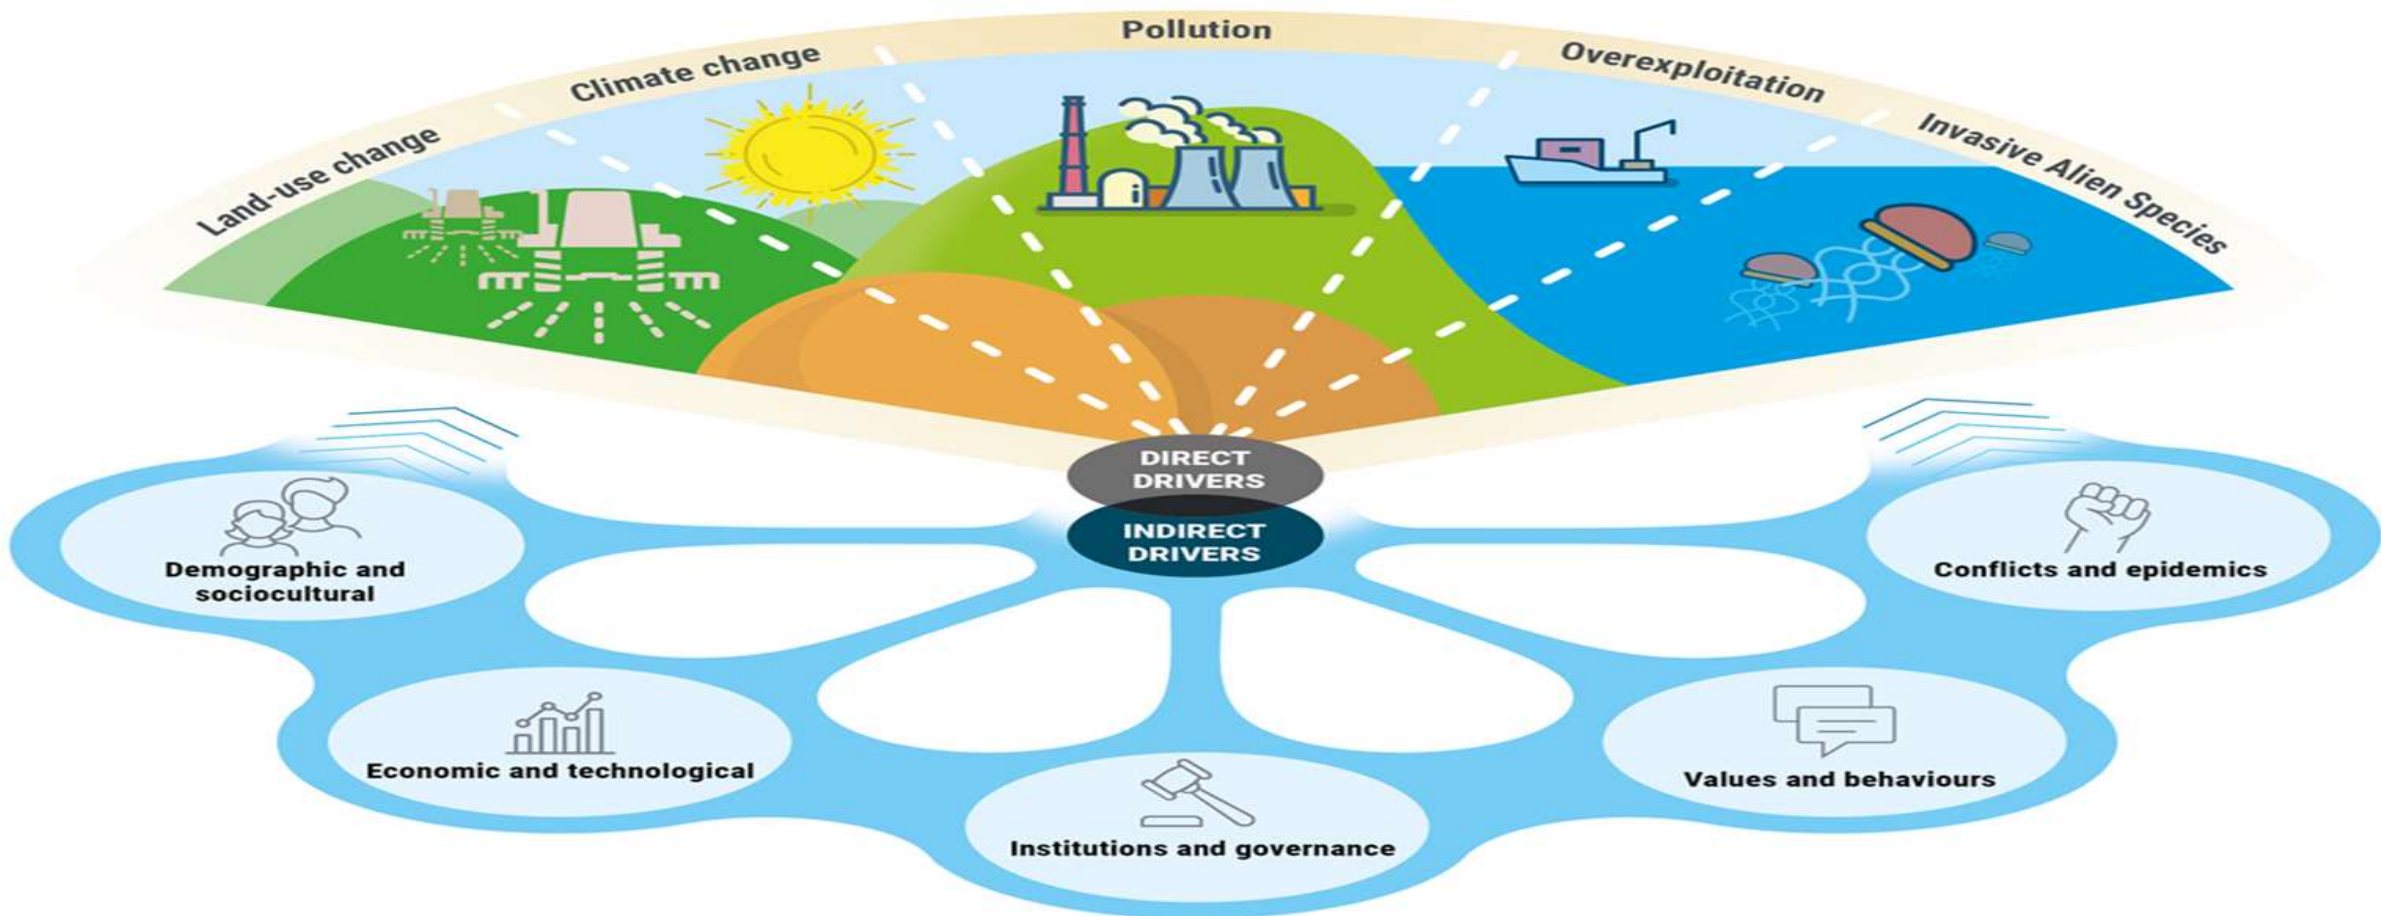 Land-use change
Climate change
Pollution
Overexploitation
Invasive Alien Species
DIRECT
DRIVERS
INDIRECT
DRIVERS
Demographic and
sociocultural
Economic and technological
Institutions and governance
Values and behaviours
Conflicts and epidemics